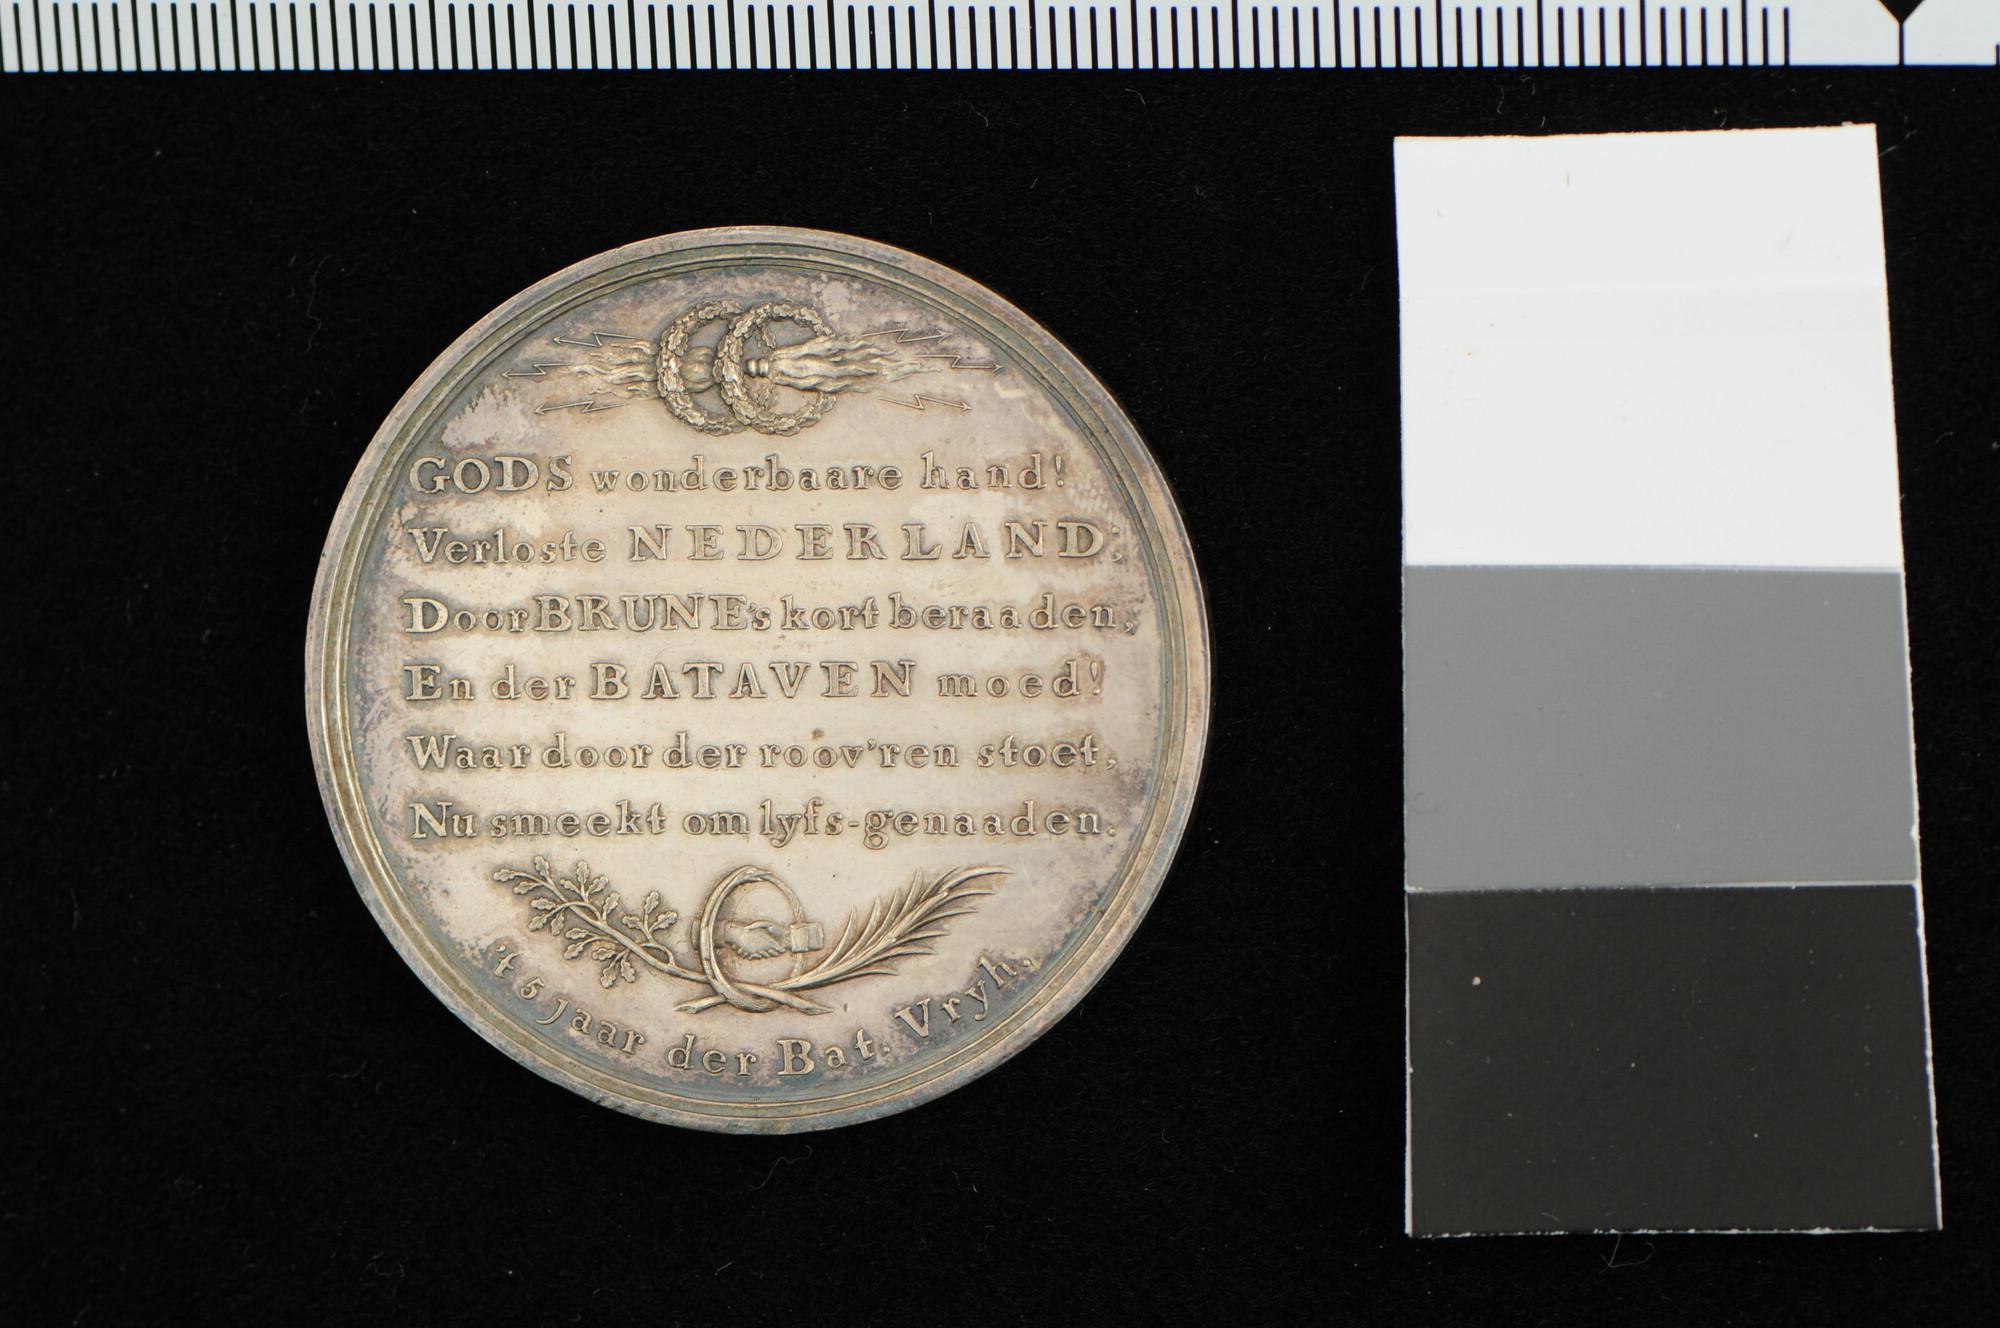 GODS wonderbaare hand!
Verloste NEDERLAND;
Door BRUNE's kort beraaden,
En der BATAVEN moed!
Waar door der roov'ren stoet,
Nu smeekt om lyfs-genaaden.
't 5 Jaar der Bat. Vryh.